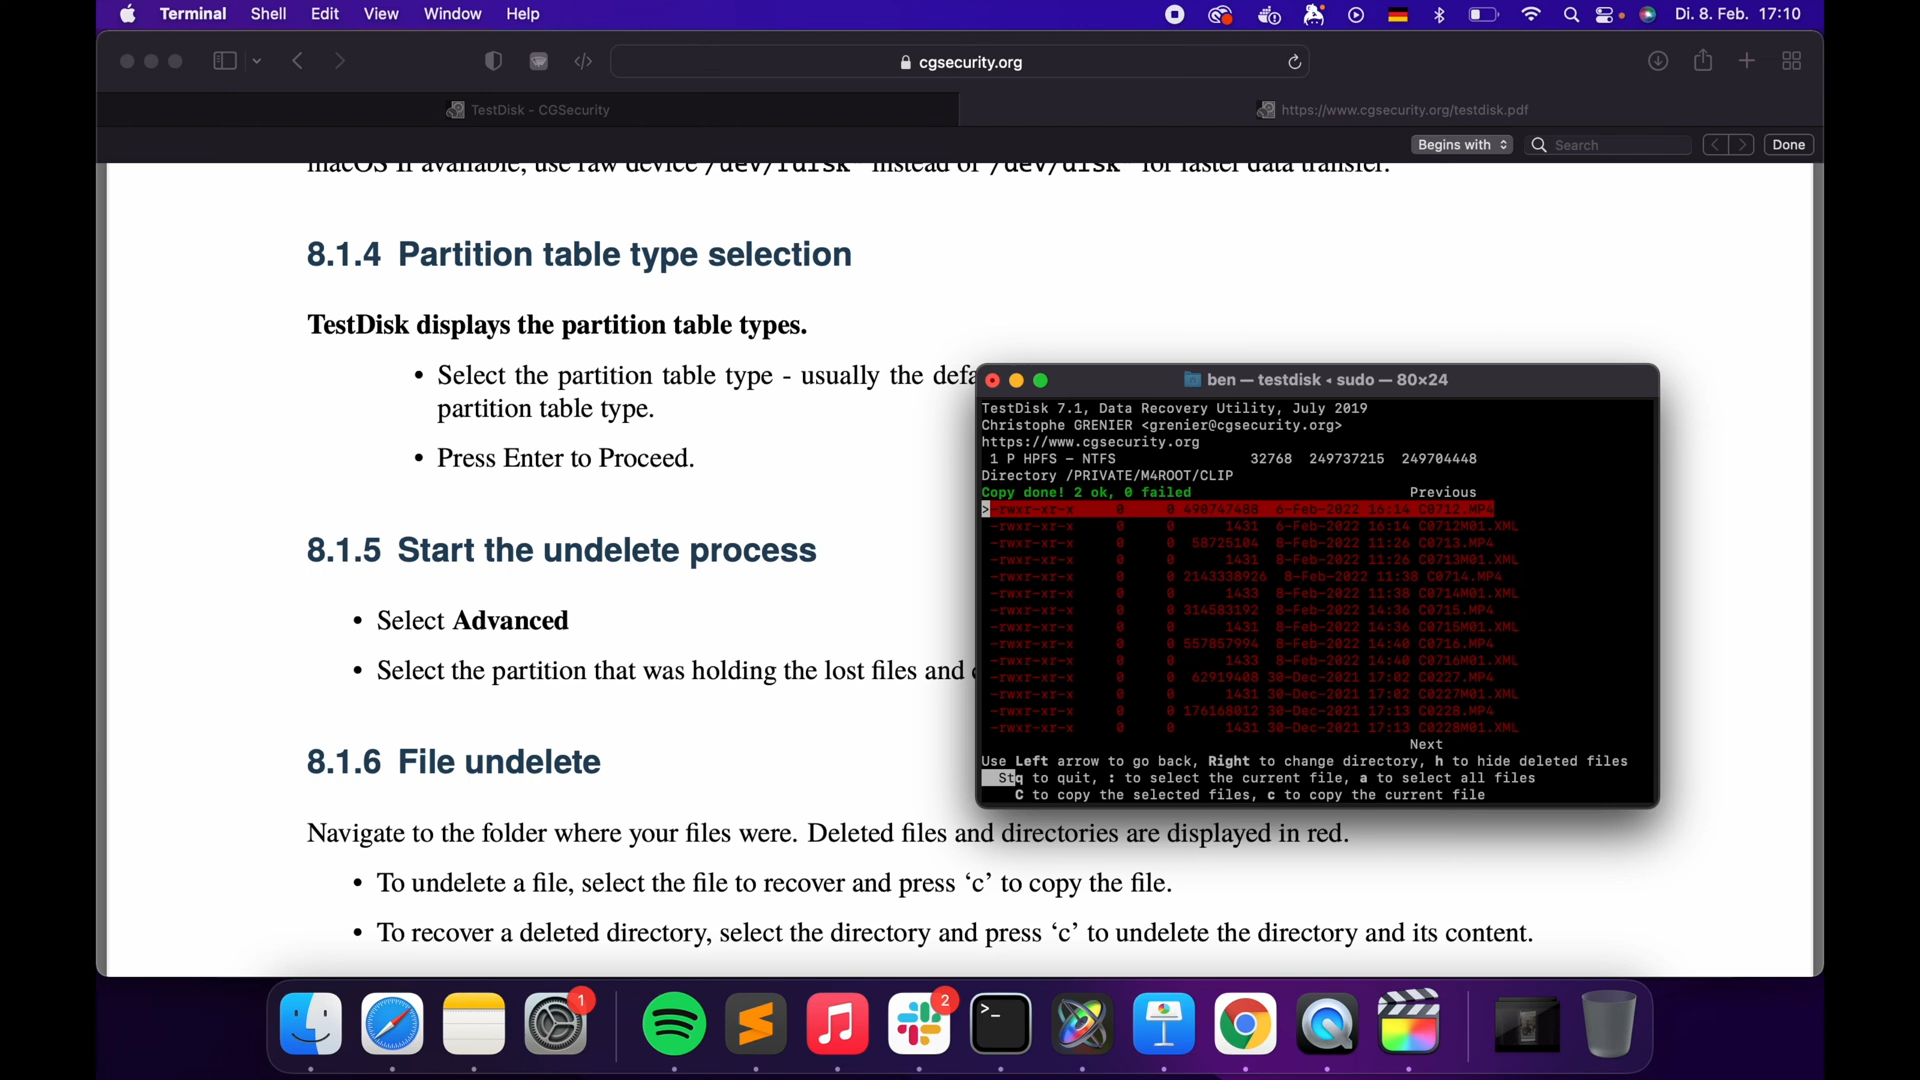 Terminal Shell Edit View Window Help Di. 8. Feb. 17:10
cgsecurity.org
TestDisk - CGSecurity
https://www.cgsecurity.org/testdisk.pdf
Begins with Search Done
macOS If available, use raw device /dev/rdisk* instead of /dev/disk* for faster data transfer.
8.1.4 Partition table type selection
TestDisk displays the partition table types.
• Select the partition table type - usually the defa
partition table type.
• Press Enter to Proceed.
8.1.5 Start the undelete process
• Select Advanced
• Select the partition that was holding the lost files and
8.1.6 File undelete
Navigate to the folder where your files were. Deleted files and directories are displayed in red.
• To undelete a file, select the file to recover and press ‘c’ to copy the file.
• To recover a deleted directory, select the directory and press ‘c’ to undelete the directory and its content.
ben — testdisk ◂ sudo — 80×24
TestDisk 7.1, Data Recovery Utility, July 2019
Christophe GRENIER <grenier@cgsecurity.org>
https://www.cgsecurity.org
1 P HPFS - NTFS 32768 249737215 249704448
Directory /PRIVATE/M4ROOT/CLIP
Copy done! 2 ok, 0 failed Previous
>-rwxr-xr-x 0 0 490747488 6-Feb-2022 16:14 C0712.MP4
-rwxr-xr-x 0 0 1431 6-Feb-2022 16:14 C0712M01.XML
-rwxr-xr-x 0 0 58725104 8-Feb-2022 11:26 C0713.MP4
-rwxr-xr-x 0 0 1431 8-Feb-2022 11:26 C0713M01.XML
-rwxr-xr-x 0 0 2143338926 8-Feb-2022 11:38 C0714.MP4
-rwxr-xr-x 0 0 1433 8-Feb-2022 11:38 C0714M01.XML
-rwxr-xr-x 0 0 314583192 8-Feb-2022 14:36 C0715.MP4
-rwxr-xr-x 0 0 1431 8-Feb-2022 14:36 C0715M01.XML
-rwxr-xr-x 0 0 557857994 8-Feb-2022 14:40 C0716.MP4
-rwxr-xr-x 0 0 1433 8-Feb-2022 14:40 C0716M01.XML
-rwxr-xr-x 0 0 62919408 30-Dec-2021 17:02 C0227.MP4
-rwxr-xr-x 0 0 1431 30-Dec-2021 17:02 C0227M01.XML
-rwxr-xr-x 0 0 176168012 30-Dec-2021 17:13 C0228.MP4
-rwxr-xr-x 0 0 1431 30-Dec-2021 17:13 C0228M01.XML
Next
Use Left arrow to go back, Right to change directory, h to hide deleted files
Stq to quit, : to select the current file, a to select all files
C to copy the selected files, c to copy the current file
1
2